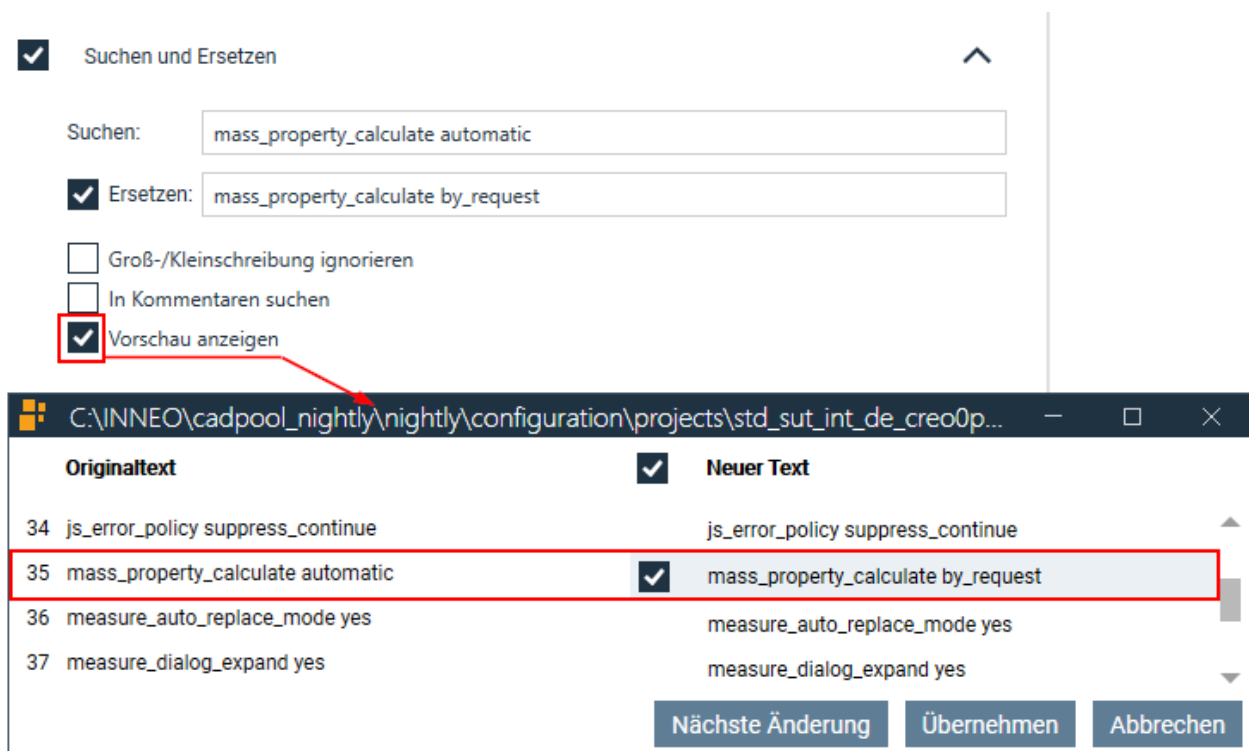 Suchen und Ersetzen
Suchen: mass_property_calculate automatic
Ersetzen: mass_property_calculate by_request
Groß-/Kleinschreibung ignorieren
In Kommentaren suchen
Vorschau anzeigen
C:\INNEO\cadpool_nightly\nightly\configuration\projects\std_sut_int_de_creo0p...
Originaltext Neuer Text
34 js_error_policy suppress_continue js_error_policy suppress_continue
35 mass_property_calculate automatic mass_property_calculate by_request
36 measure_auto_replace_mode yes measure_auto_replace_mode yes
37 measure_dialog_expand yes measure_dialog_expand yes
Nächste Änderung Übernehmen Abbrechen